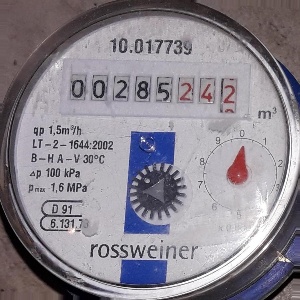 10.017739
00285242
m³
qp 1,5m³/h
LT-2-1644:2002
B-H A-V 30°C
Δp 100 kPa
pmax 1,6 MPa
D 91
6.131.73
rossweiner